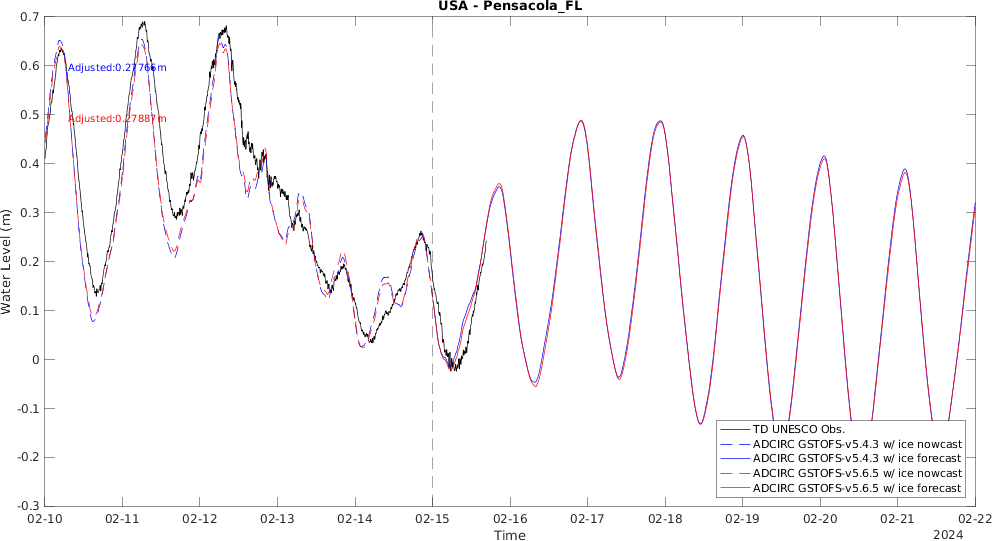 USA - Pensacola_FL
0.7
0.6
0.5
0.4
0.3
0.2
0.1
0
-0.1
-0.2
-0.3
Water Level (m)
Adjusted:0.27766m
Adjusted:0.27887m
TD UNESCO Obs.
ADCIRC GSTOFS-v5.4.3 w/ ice nowcast
ADCIRC GSTOFS-v5.4.3 w/ ice forecast
ADCIRC GSTOFS-v5.6.5 w/ ice nowcast
ADCIRC GSTOFS-v5.6.5 w/ ice forecast
02-10 02-11 02-12 02-13 02-14 02-15 02-16 02-17 02-18 02-19 02-20 02-21 02-22
Time
2024